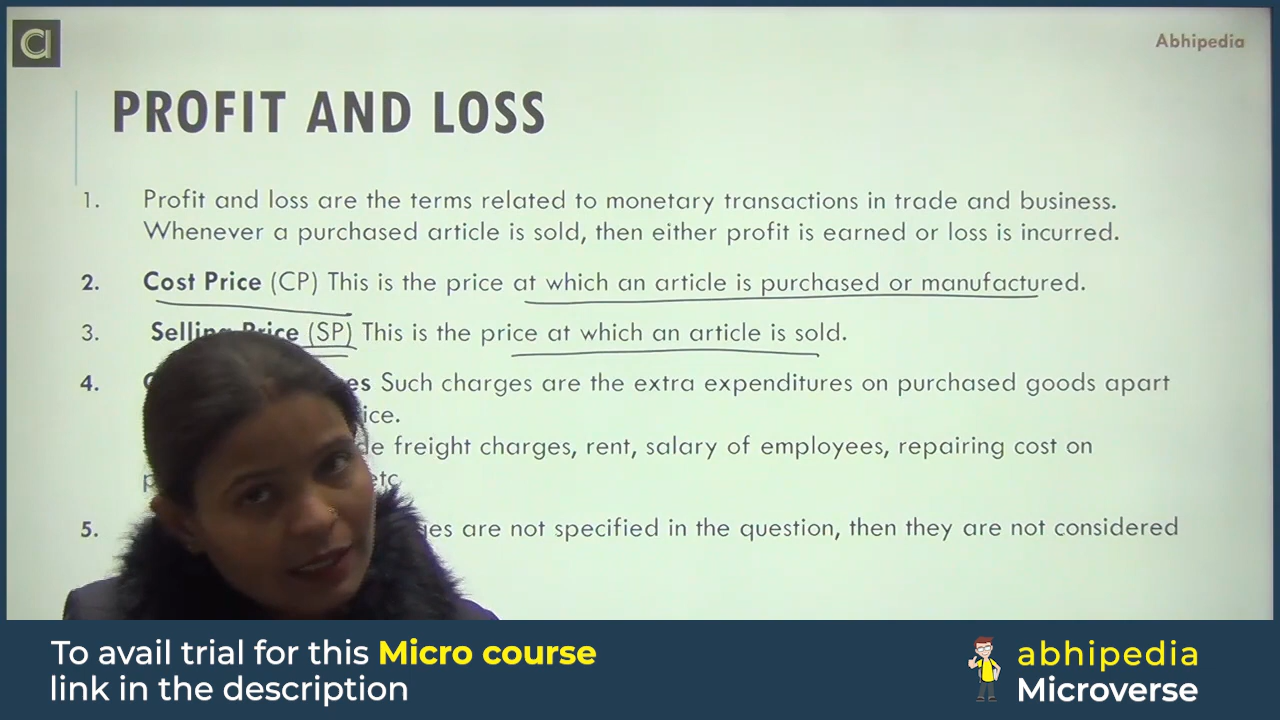 Abhipedia
PROFIT AND LOSS
1. Profit and loss are the terms related to monetary transactions in trade and business.
Whenever a purchased article is sold, then either profit is earned or loss is incurred.
2. Cost Price (CP) This is the price at which an article is purchased or manufactured.
3. Selling Price (SP) This is the price at which an article is sold.
4. Such charges are the extra expenditures on purchased goods apart
freight charges, rent, salary of employees, repairing cost on
etc
5. are not specified in the question, then they are not considered
To avail trial for this Micro course
link in the description
abhipedia
Microverse